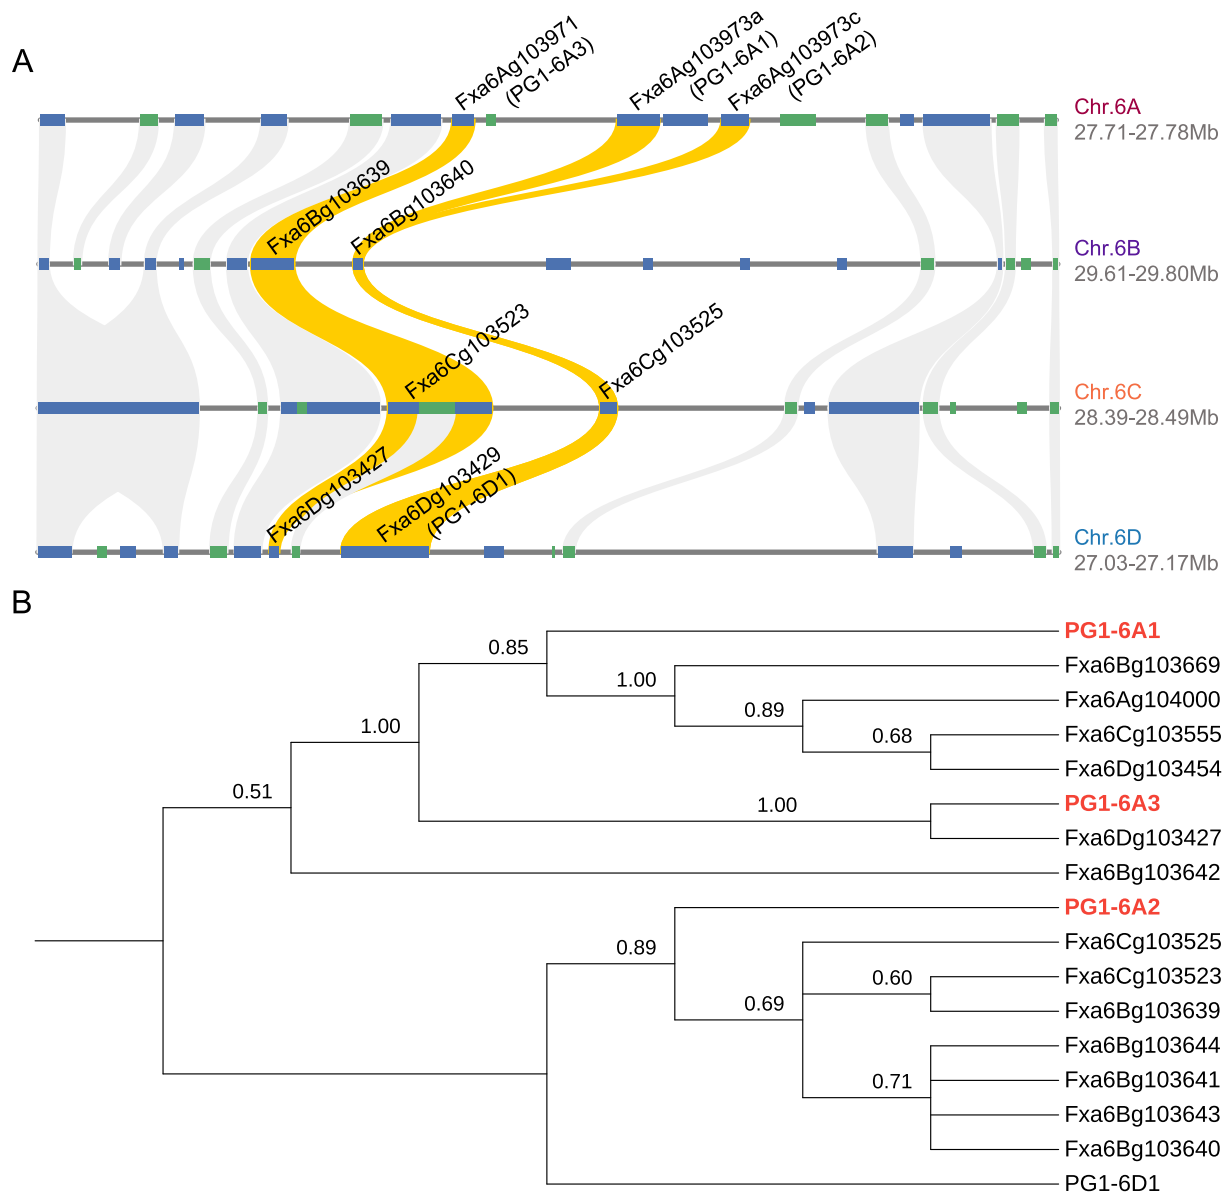 A
Fxa6Ag103971
(PG1-6A3)
Fxa6Ag103973a
(PG1-6A1)
Fxa6Ag103973c
(PG1-6A2)
Chr.6A
27.71-27.78Mb
Fxa6Bg103639
Fxa6Bg103640
Chr.6B
29.61-29.80Mb
Fxa6Cg103523
Fxa6Cg103525
Chr.6C
28.39-28.49Mb
Fxa6Dg103427
Fxa6Dg103429
(PG1-6D1)
Chr.6D
27.03-27.17Mb
B
PG1-6A1
0.85
Fxa6Bg103669
1.00
Fxa6Ag104000
0.89
1.00
Fxa6Cg103555
0.68
Fxa6Dg103454
0.51
PG1-6A3
1.00
Fxa6Dg103427
Fxa6Bg103642
PG1-6A2
0.89
Fxa6Cg103525
Fxa6Cg103523
0.60
0.69
Fxa6Bg103639
Fxa6Bg103644
0.71
Fxa6Bg103641
Fxa6Bg103643
Fxa6Bg103640
PG1-6D1